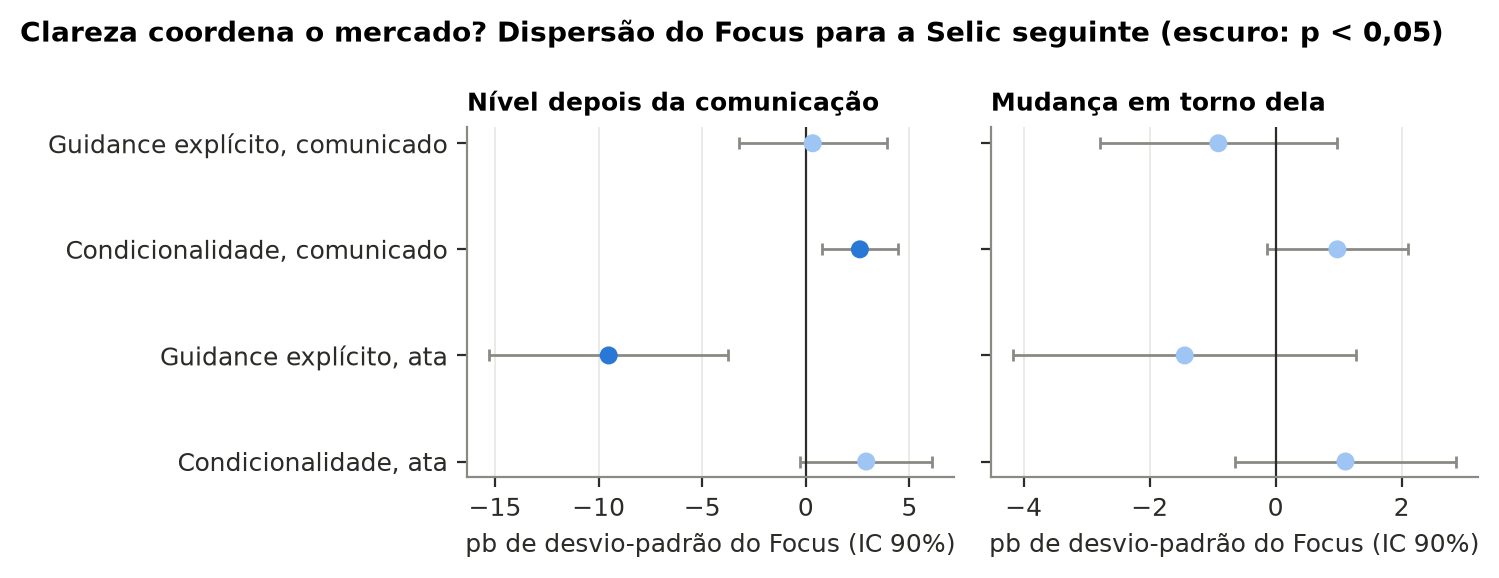 Clareza coordena o mercado? Dispersão do Focus para a Selic seguinte (escuro: p < 0,05)
Nível depois da comunicação
Mudança em torno dela
Guidance explícito, comunicado
Condicionalidade, comunicado
Guidance explícito, ata
Condicionalidade, ata
−15 −10 −5 0 5
−4 −2 0 2
pb de desvio-padrão do Focus (IC 90%)
pb de desvio-padrão do Focus (IC 90%)